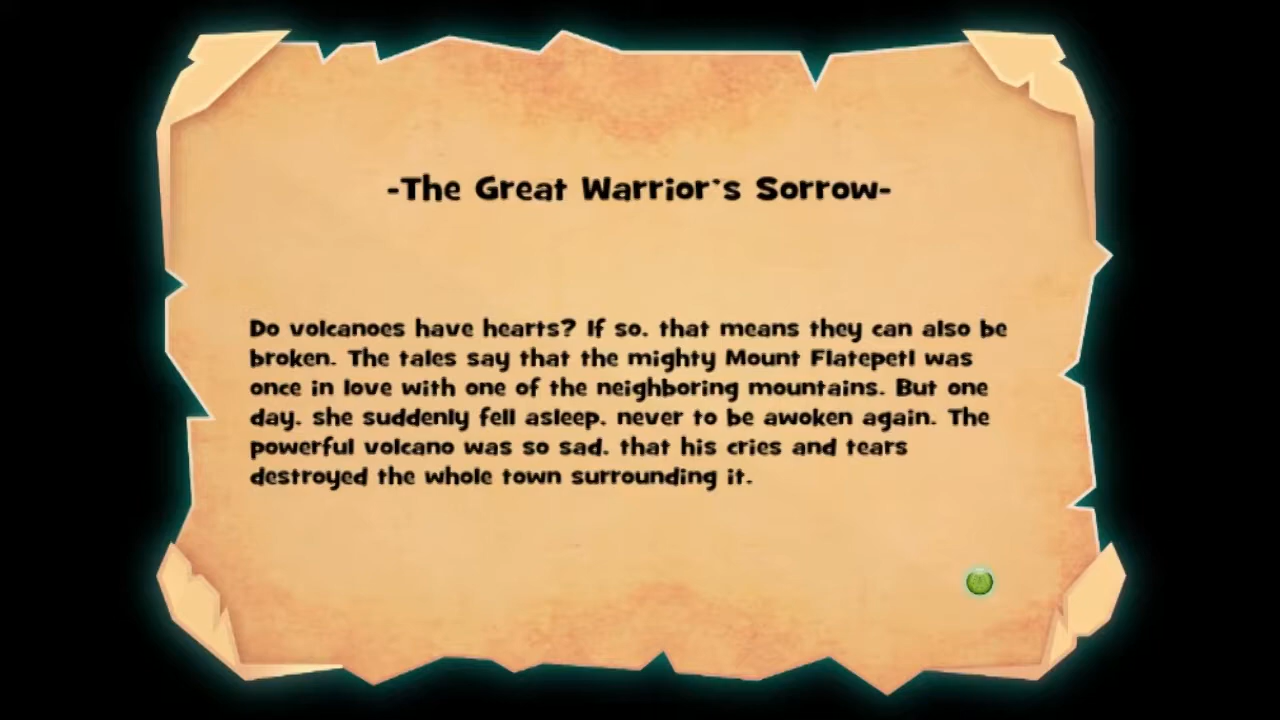 -The Great Warrior's Sorrow-
Do volcanoes have hearts? If so. that means they can also be
broken. The tales say that the mighty Mount Flatepetl was
once in love with one of the neighboring mountains. But one
day. she suddenly fell asleep. never to be awoken again. The
powerful volcano was so sad. that his cries and tears
destroyed the whole town surrounding it.